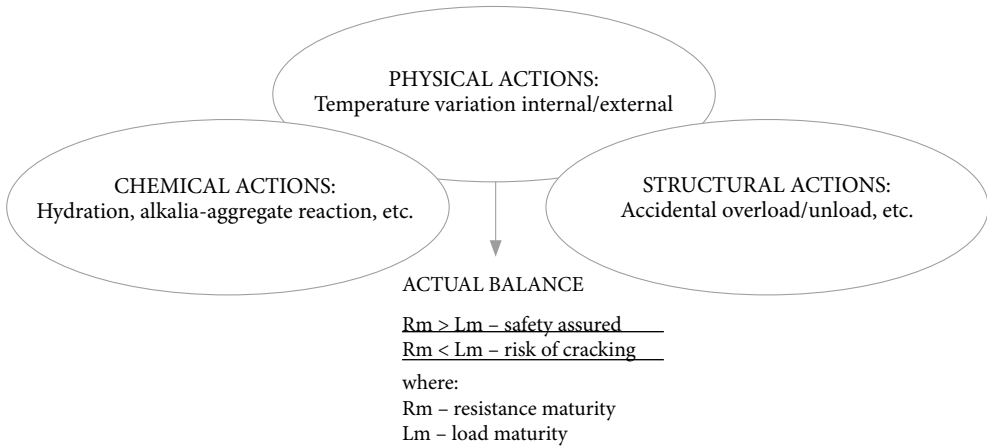 PHYSICAL ACTIONS:
Temperature variation internal/external
CHEMICAL ACTIONS:
Hydration, alkalia-aggregate reaction, etc.
STRUCTURAL ACTIONS:
Accidental overload/unload, etc.
ACTUAL BALANCE
Rm > Lm – safety assured
Rm < Lm – risk of cracking
where:
Rm – resistance maturity
Lm – load maturity